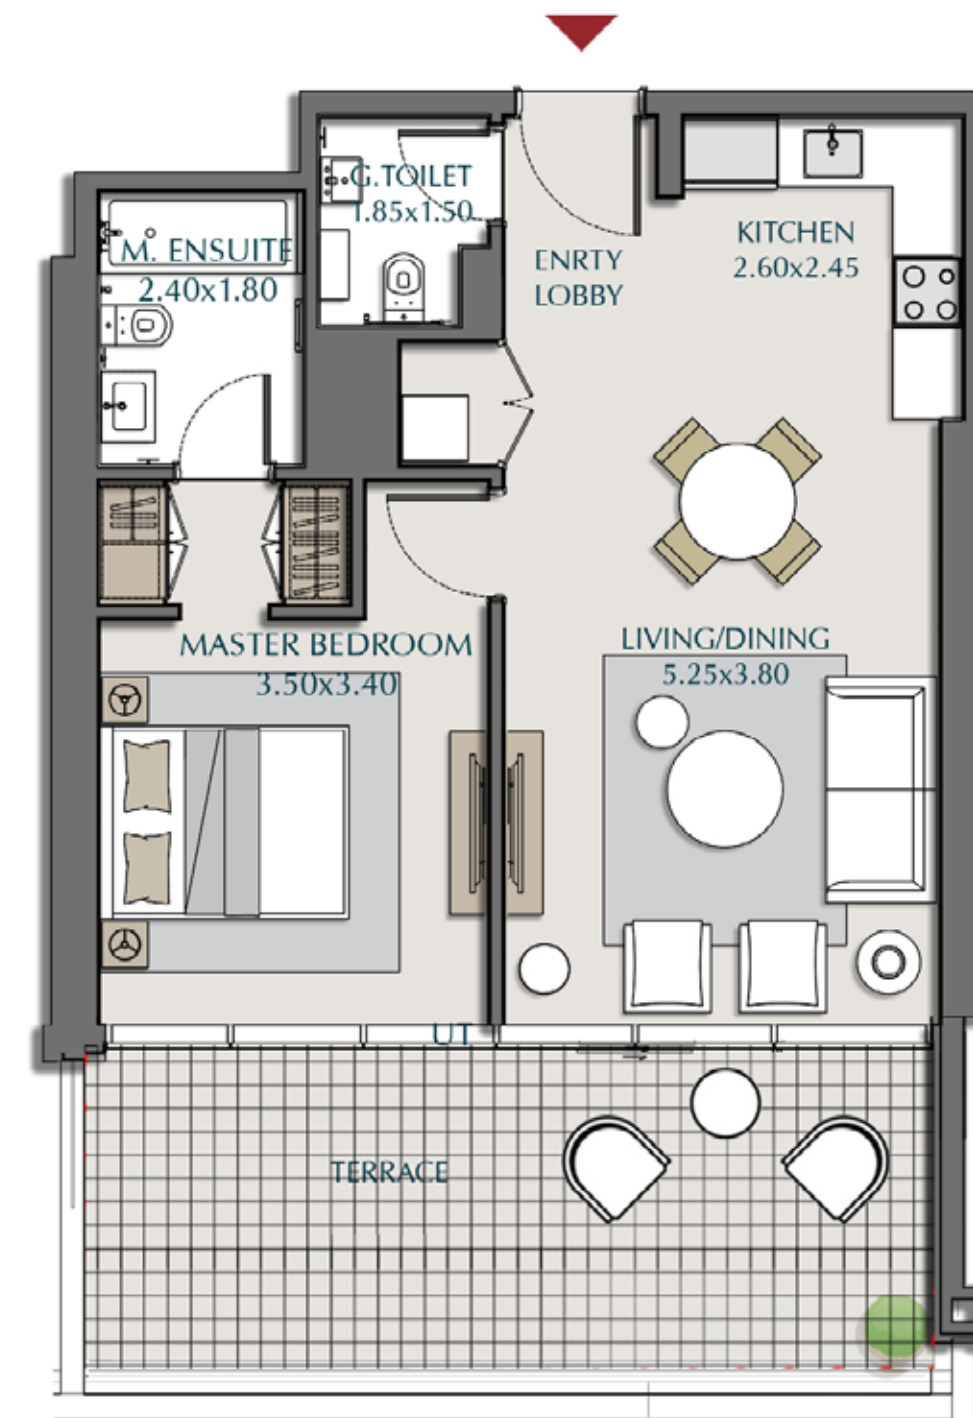 G.TOILET
1.85x1.50
M. ENSUITE
2.40x1.80
ENRTY
LOBBY
KITCHEN
2.60x2.45
MASTER BEDROOM
3.50x3.40
LIVING/DINING
5.25x3.80
UT
TERRACE